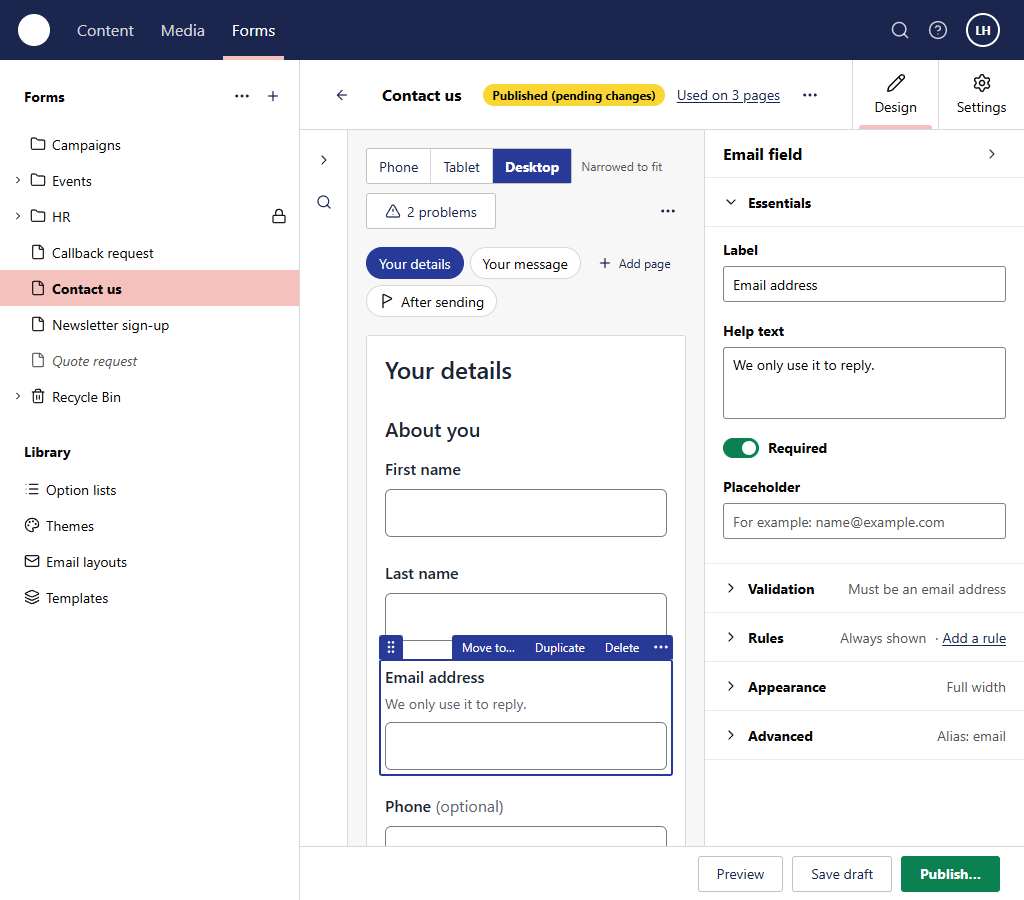 Content
Media
Forms
LH
Forms
Campaigns
Events
HR
Callback request
Contact us
Newsletter sign-up
Quote request
Recycle Bin
Library
Option lists
Themes
Email layouts
Templates
Contact us
Published (pending changes)
Used on 3 pages
Design
Settings
Phone
Tablet
Desktop
Narrowed to fit
2 problems
Your details
Your message
Add page
After sending
Your details
About you
First name
Last name
Move to...
Duplicate
Delete
Email address
We only use it to reply.
Phone (optional)
Email field
Essentials
Label
Email address
Help text
We only use it to reply.
Required
Placeholder
For example: name@example.com
Validation
Must be an email address
Rules
Always shown · Add a rule
Appearance
Full width
Advanced
Alias: email
Preview
Save draft
Publish...